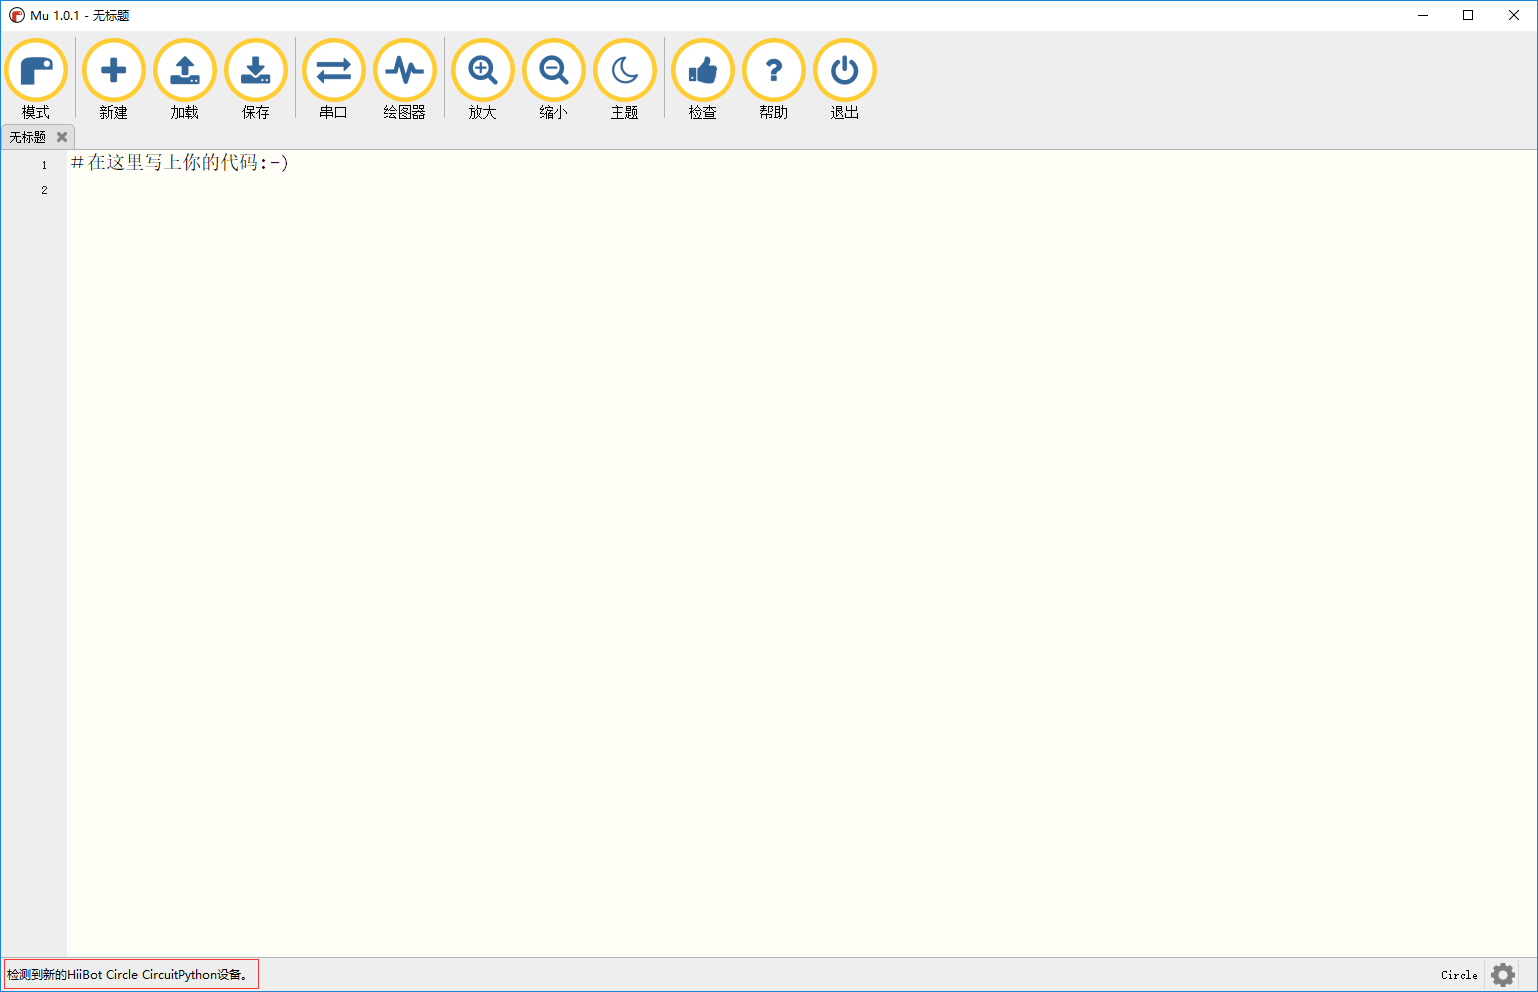 Mu 1.0.1 - 无标题
模式 新建 加载 保存 串口 绘图器 放大 缩小 主题 检查 帮助 退出
无标题
1 #在这里写上你的代码:-)
2
检测到新的HiiBot Circle CircuitPython设备。 Circle